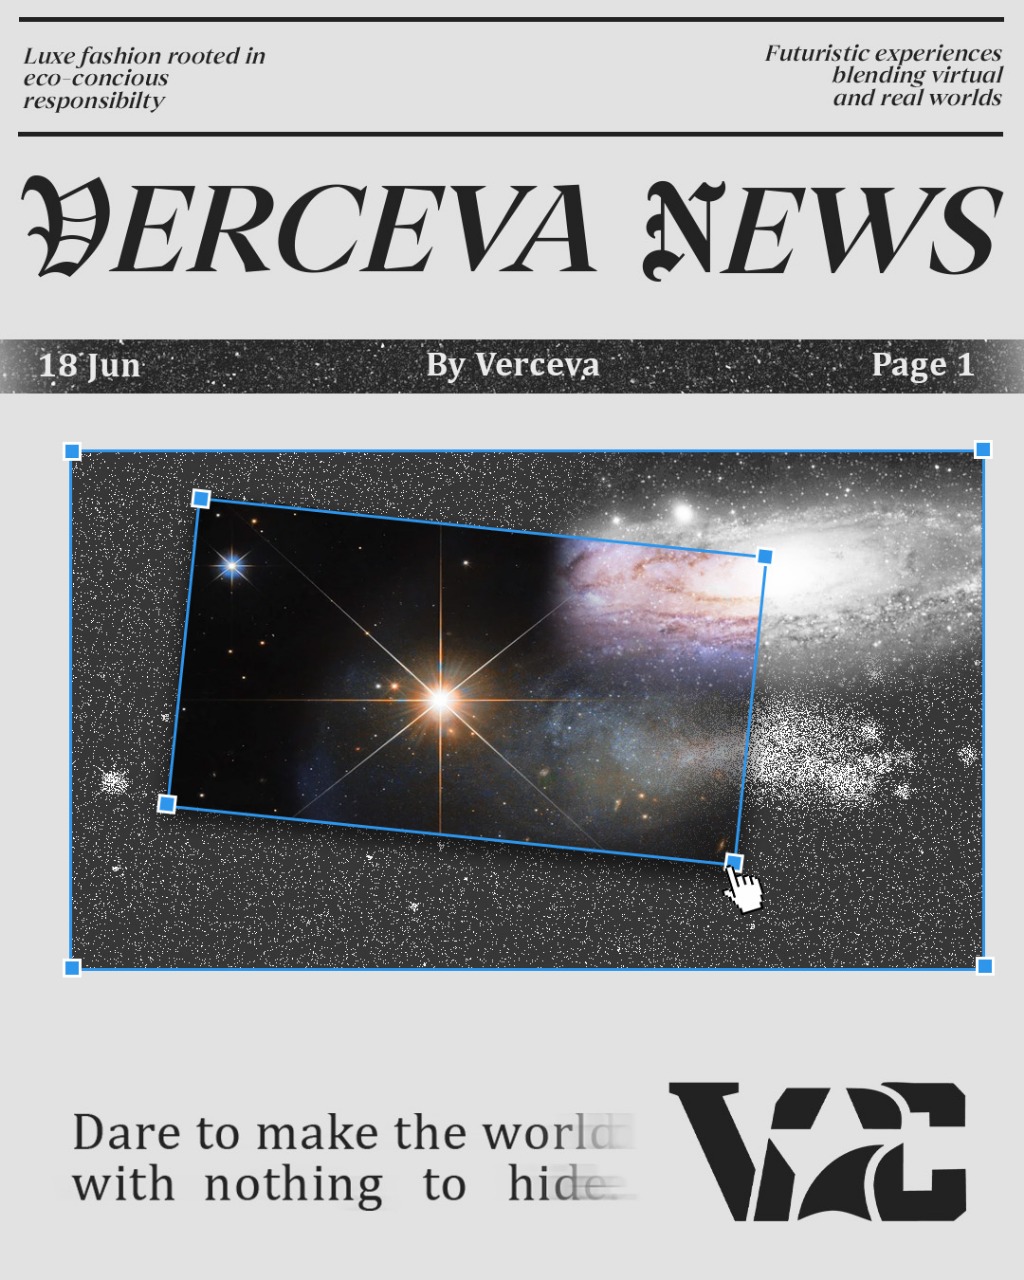 Luxe fashion rooted in
eco-concious
responsibilty
Futuristic experiences
blending virtual
and real worlds
VERCEVA NEWS
18 Jun By Verceva Page 1
Dare to make the world
with nothing to hide.
VC